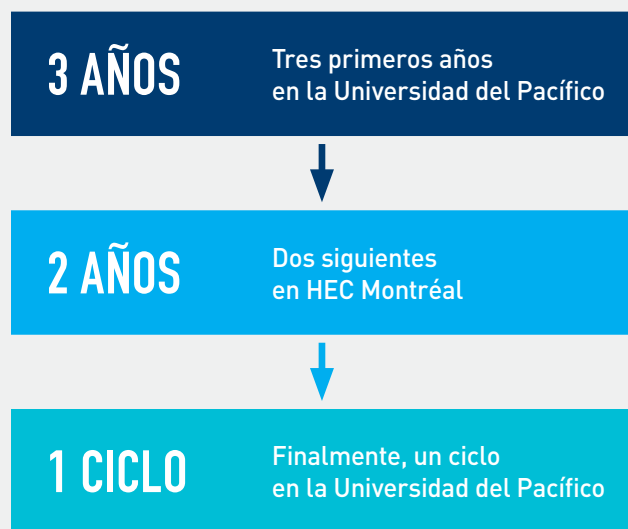 3 AÑOS
Tres primeros años
en la Universidad del Pacífico
2 AÑOS
Dos siguientes
en HEC Montréal
1 CICLO
Finalmente, un ciclo
en la Universidad del Pacífico